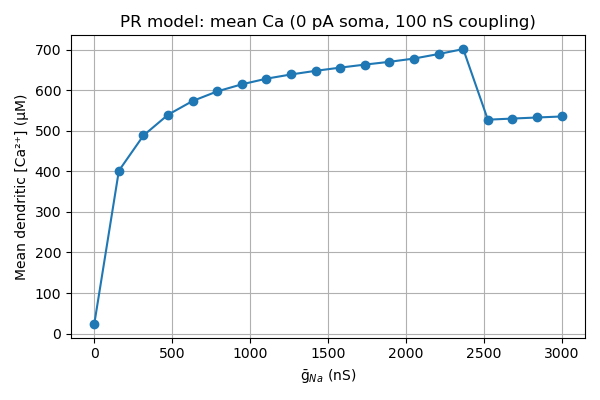 PR model: mean Ca (0 pA soma, 100 nS coupling)
Mean dendritic [Ca²⁺] (μM)
700
600
500
400
300
200
100
0
0 500 1000 1500 2000 2500 3000
ḡNa (nS)